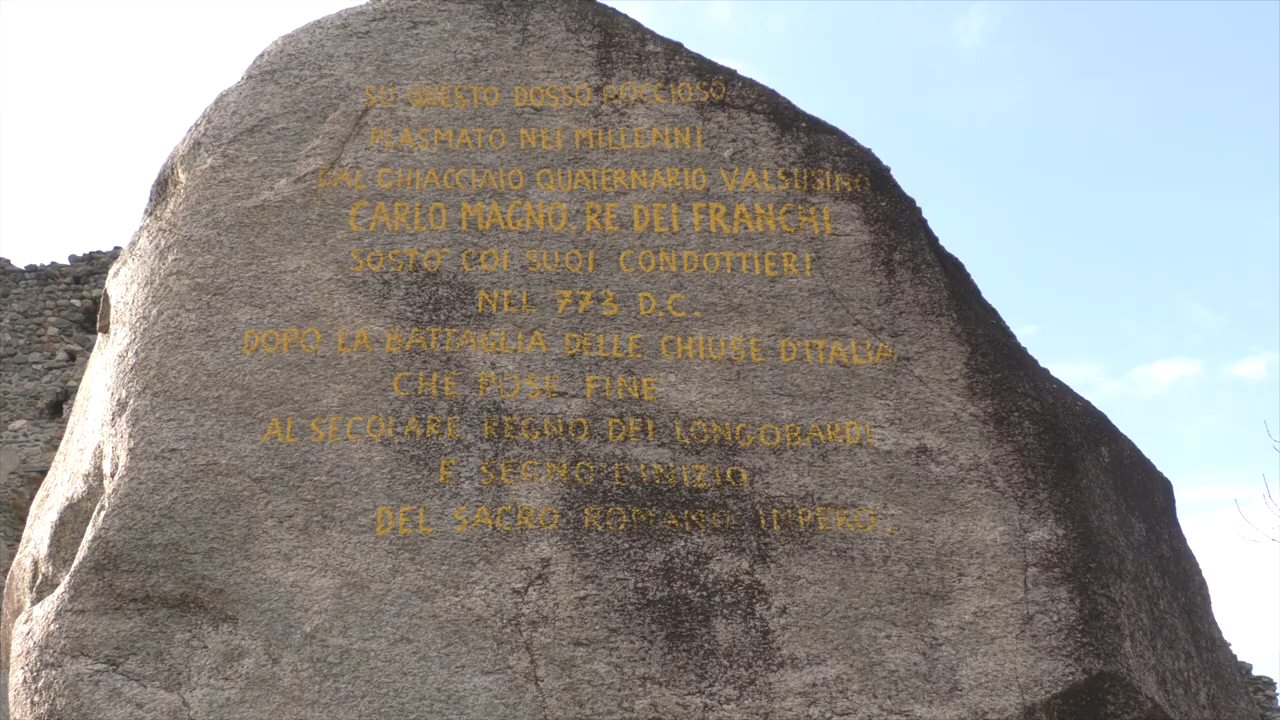 SU QUESTO DOSSO ROCCIOSO
PLASMATO NEI MILLENNI
DAL GHIACCIAIO QUATERNARIO VALSUSINO
CARLO MAGNO. RE DEI FRANCHI
SOSTO' COI SUOI CONDOTTIERI
NEL 773 D.C.
DOPO LA BATTAGLIA DELLE CHIUSE D'ITALIA,
CHE POSE FINE
AL SECOLARE REGNO DEI LONGOBARDI
E SEGNO' L'INIZIO
DEL SACRO ROMANO IMPERO.